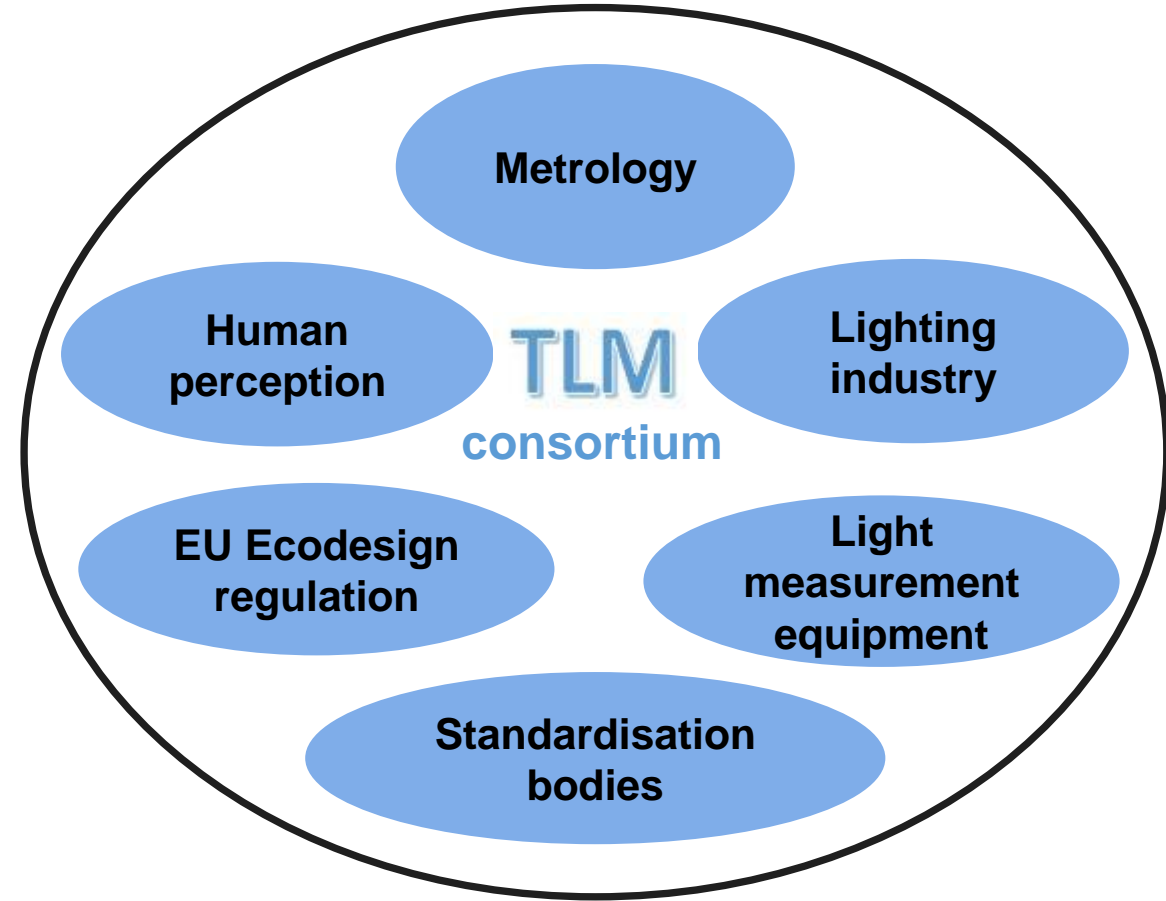 Metrology
Human
perception
TLM
consortium
Lighting
industry
EU Ecodesign
regulation
Light
measurement
equipment
Standardisation
bodies